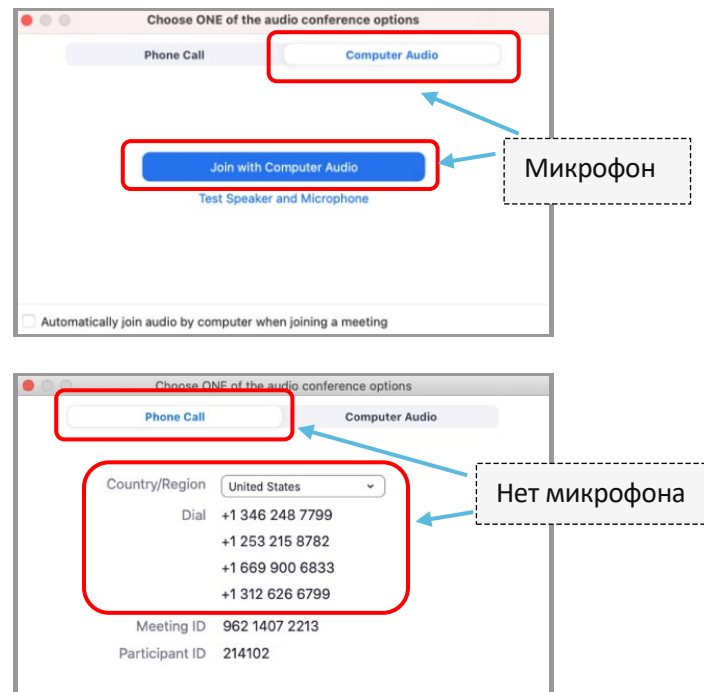 Choose ONE of the audio conference options
Phone Call
Computer Audio
Join with Computer Audio
Микрофон
Test Speaker and Microphone
Automatically join audio by computer when joining a meeting
Choose ONE of the audio conference options
Phone Call
Computer Audio
Country/Region United States
Нет микрофона
Dial +1 346 248 7799
+1 253 215 8782
+1 669 900 6833
+1 312 626 6799
Meeting ID 962 1407 2213
Participant ID 214102